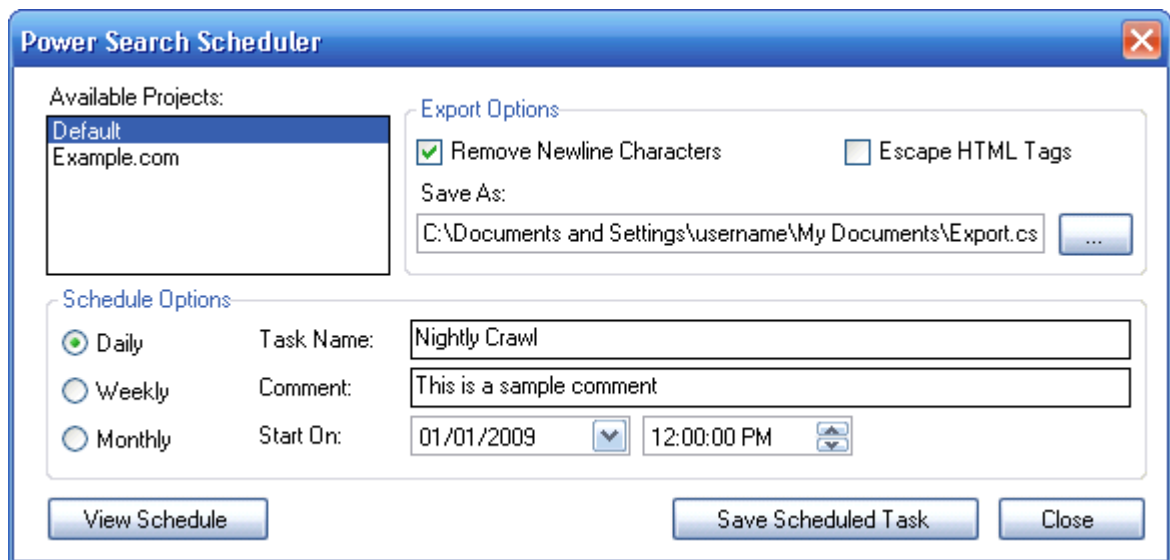 Power Search Scheduler
Available Projects:
Default
Example.com
Export Options
Remove Newline Characters
Escape HTML Tags
Save As:
C:\Documents and Settings\username\My Documents\Export.cs
...
Schedule Options
Daily
Task Name:
Nightly Crawl
Weekly
Comment:
This is a sample comment
Monthly
Start On:
01/01/2009
12:00:00 PM
View Schedule
Save Scheduled Task
Close